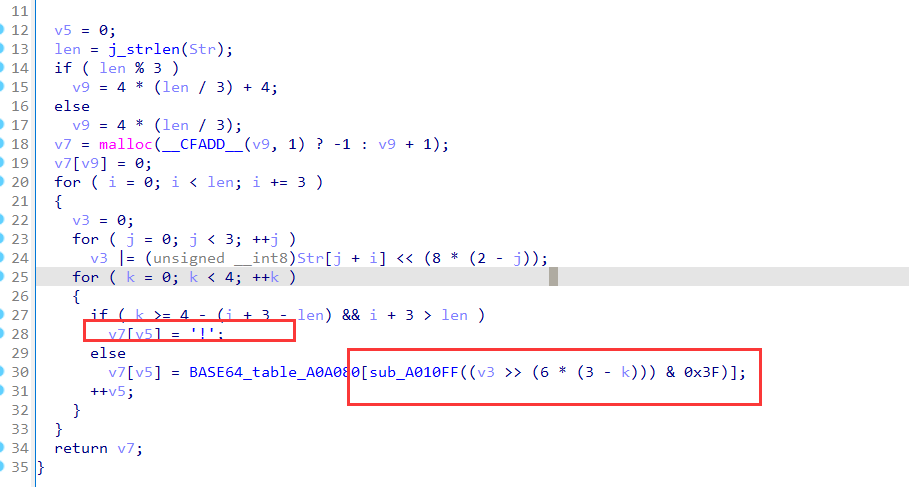 11
12 v5 = 0;
13 len = j_strlen(Str);
14 if ( len % 3 )
15 v9 = 4 * (len / 3) + 4;
16 else
17 v9 = 4 * (len / 3);
18 v7 = malloc(__CFADD__(v9, 1) ? -1 : v9 + 1);
19 v7[v9] = 0;
20 for ( i = 0; i < len; i += 3 )
21 {
22 v3 = 0;
23 for ( j = 0; j < 3; ++j )
24 v3 |= (unsigned __int8)Str[j + i] << (8 * (2 - j));
25 for ( k = 0; k < 4; ++k )
26 {
27 if ( k >= 4 - (i + 3 - len) && i + 3 > len )
28 v7[v5] = '!';
29 else
30 v7[v5] = BASE64_table_A0A080[sub_A010FF((v3 >> (6 * (3 - k))) & 0x3F)];
31 ++v5;
32 }
33 }
34 return v7;
35 }